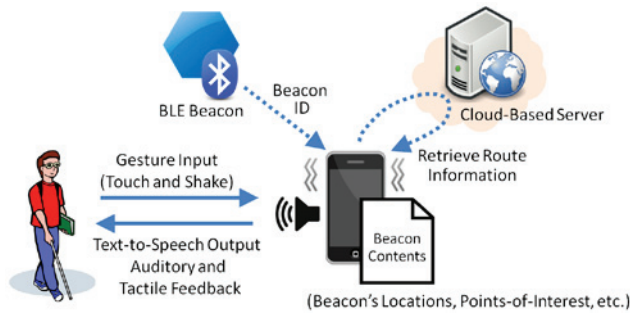 BLE Beacon
Beacon
ID
Cloud-Based Server
Gesture Input
(Touch and Shake)
Retrieve Route
Information
Text-to-Speech Output
Auditory and
Tactile Feedback
Beacon
Contents
(Beacon's Locations, Points-of-Interest, etc.)